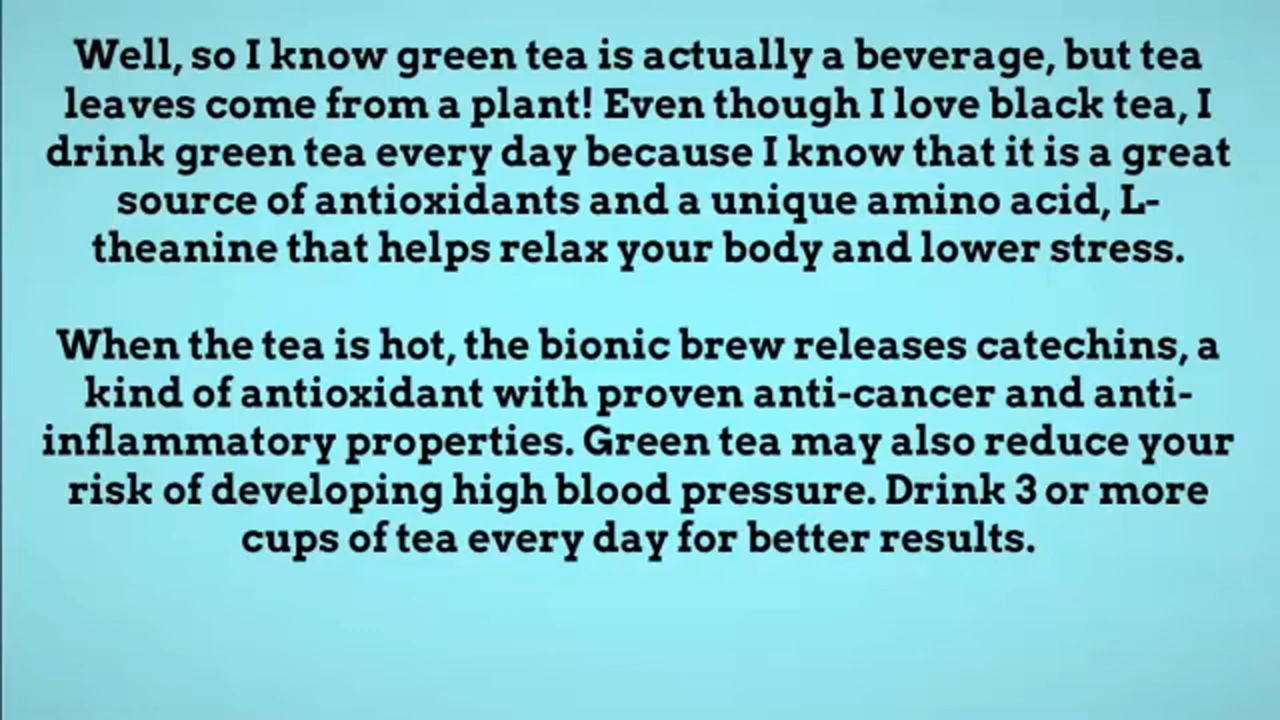 Well, so I know green tea is actually a beverage, but tea
leaves come from a plant! Even though I love black tea, I
drink green tea every day because I know that it is a great
source of antioxidants and a unique amino acid, L-
theanine that helps relax your body and lower stress.
When the tea is hot, the bionic brew releases catechins, a
kind of antioxidant with proven anti-cancer and anti-
inflammatory properties. Green tea may also reduce your
risk of developing high blood pressure. Drink 3 or more
cups of tea every day for better results.